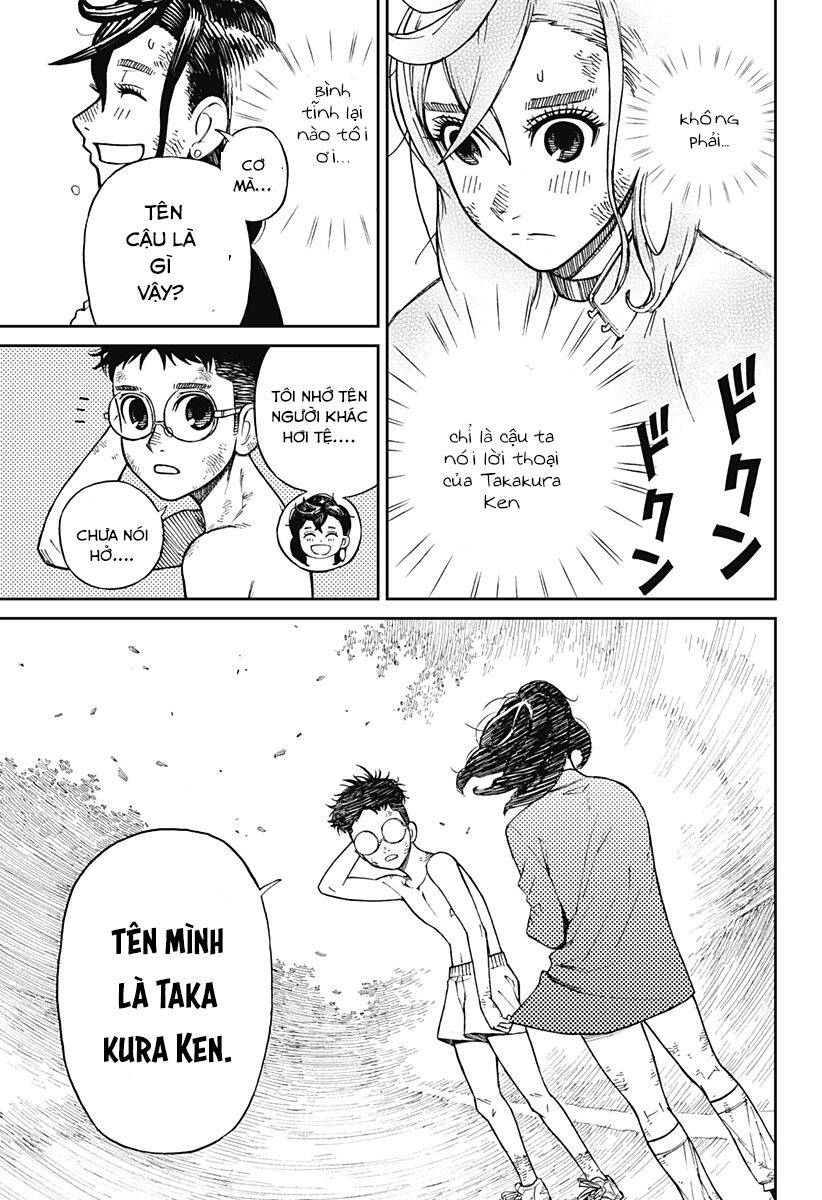 không
phải...
chỉ là cậu ta
nói lời thoại
của Takakura
Ken
ドクン
ドクン
Bình
tĩnh lại
nào tôi
ơi...
CƠ
MÀ...
TÊN
CẬU LÀ
GÌ
VẬY?
TÔI NHỚ TÊN
NGƯỜI KHÁC
HƠI TỆ....
CHƯA NÓI
HỞ....
TÊN MÌNH
LÀ TAKA
KURA KEN.